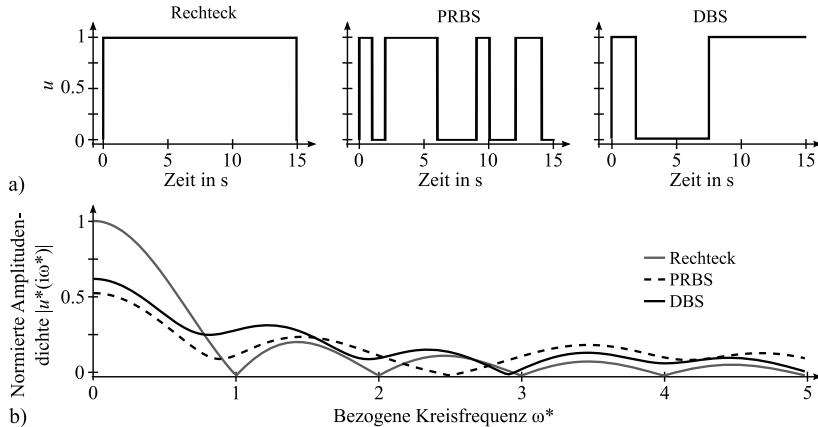 Rechteck
PRBS
DBS
u
1
0.5
0
0
5
10
15
0
5
10
15
0
5
10
15
Zeit in s
Zeit in s
Zeit in s
a)
Normierte Amplituden-
dichte |u*(iω*)|
1
0.5
0
Rechteck
PRBS
DBS
0
1
2
3
4
5
Bezogene Kreisfrequenz ω*
b)